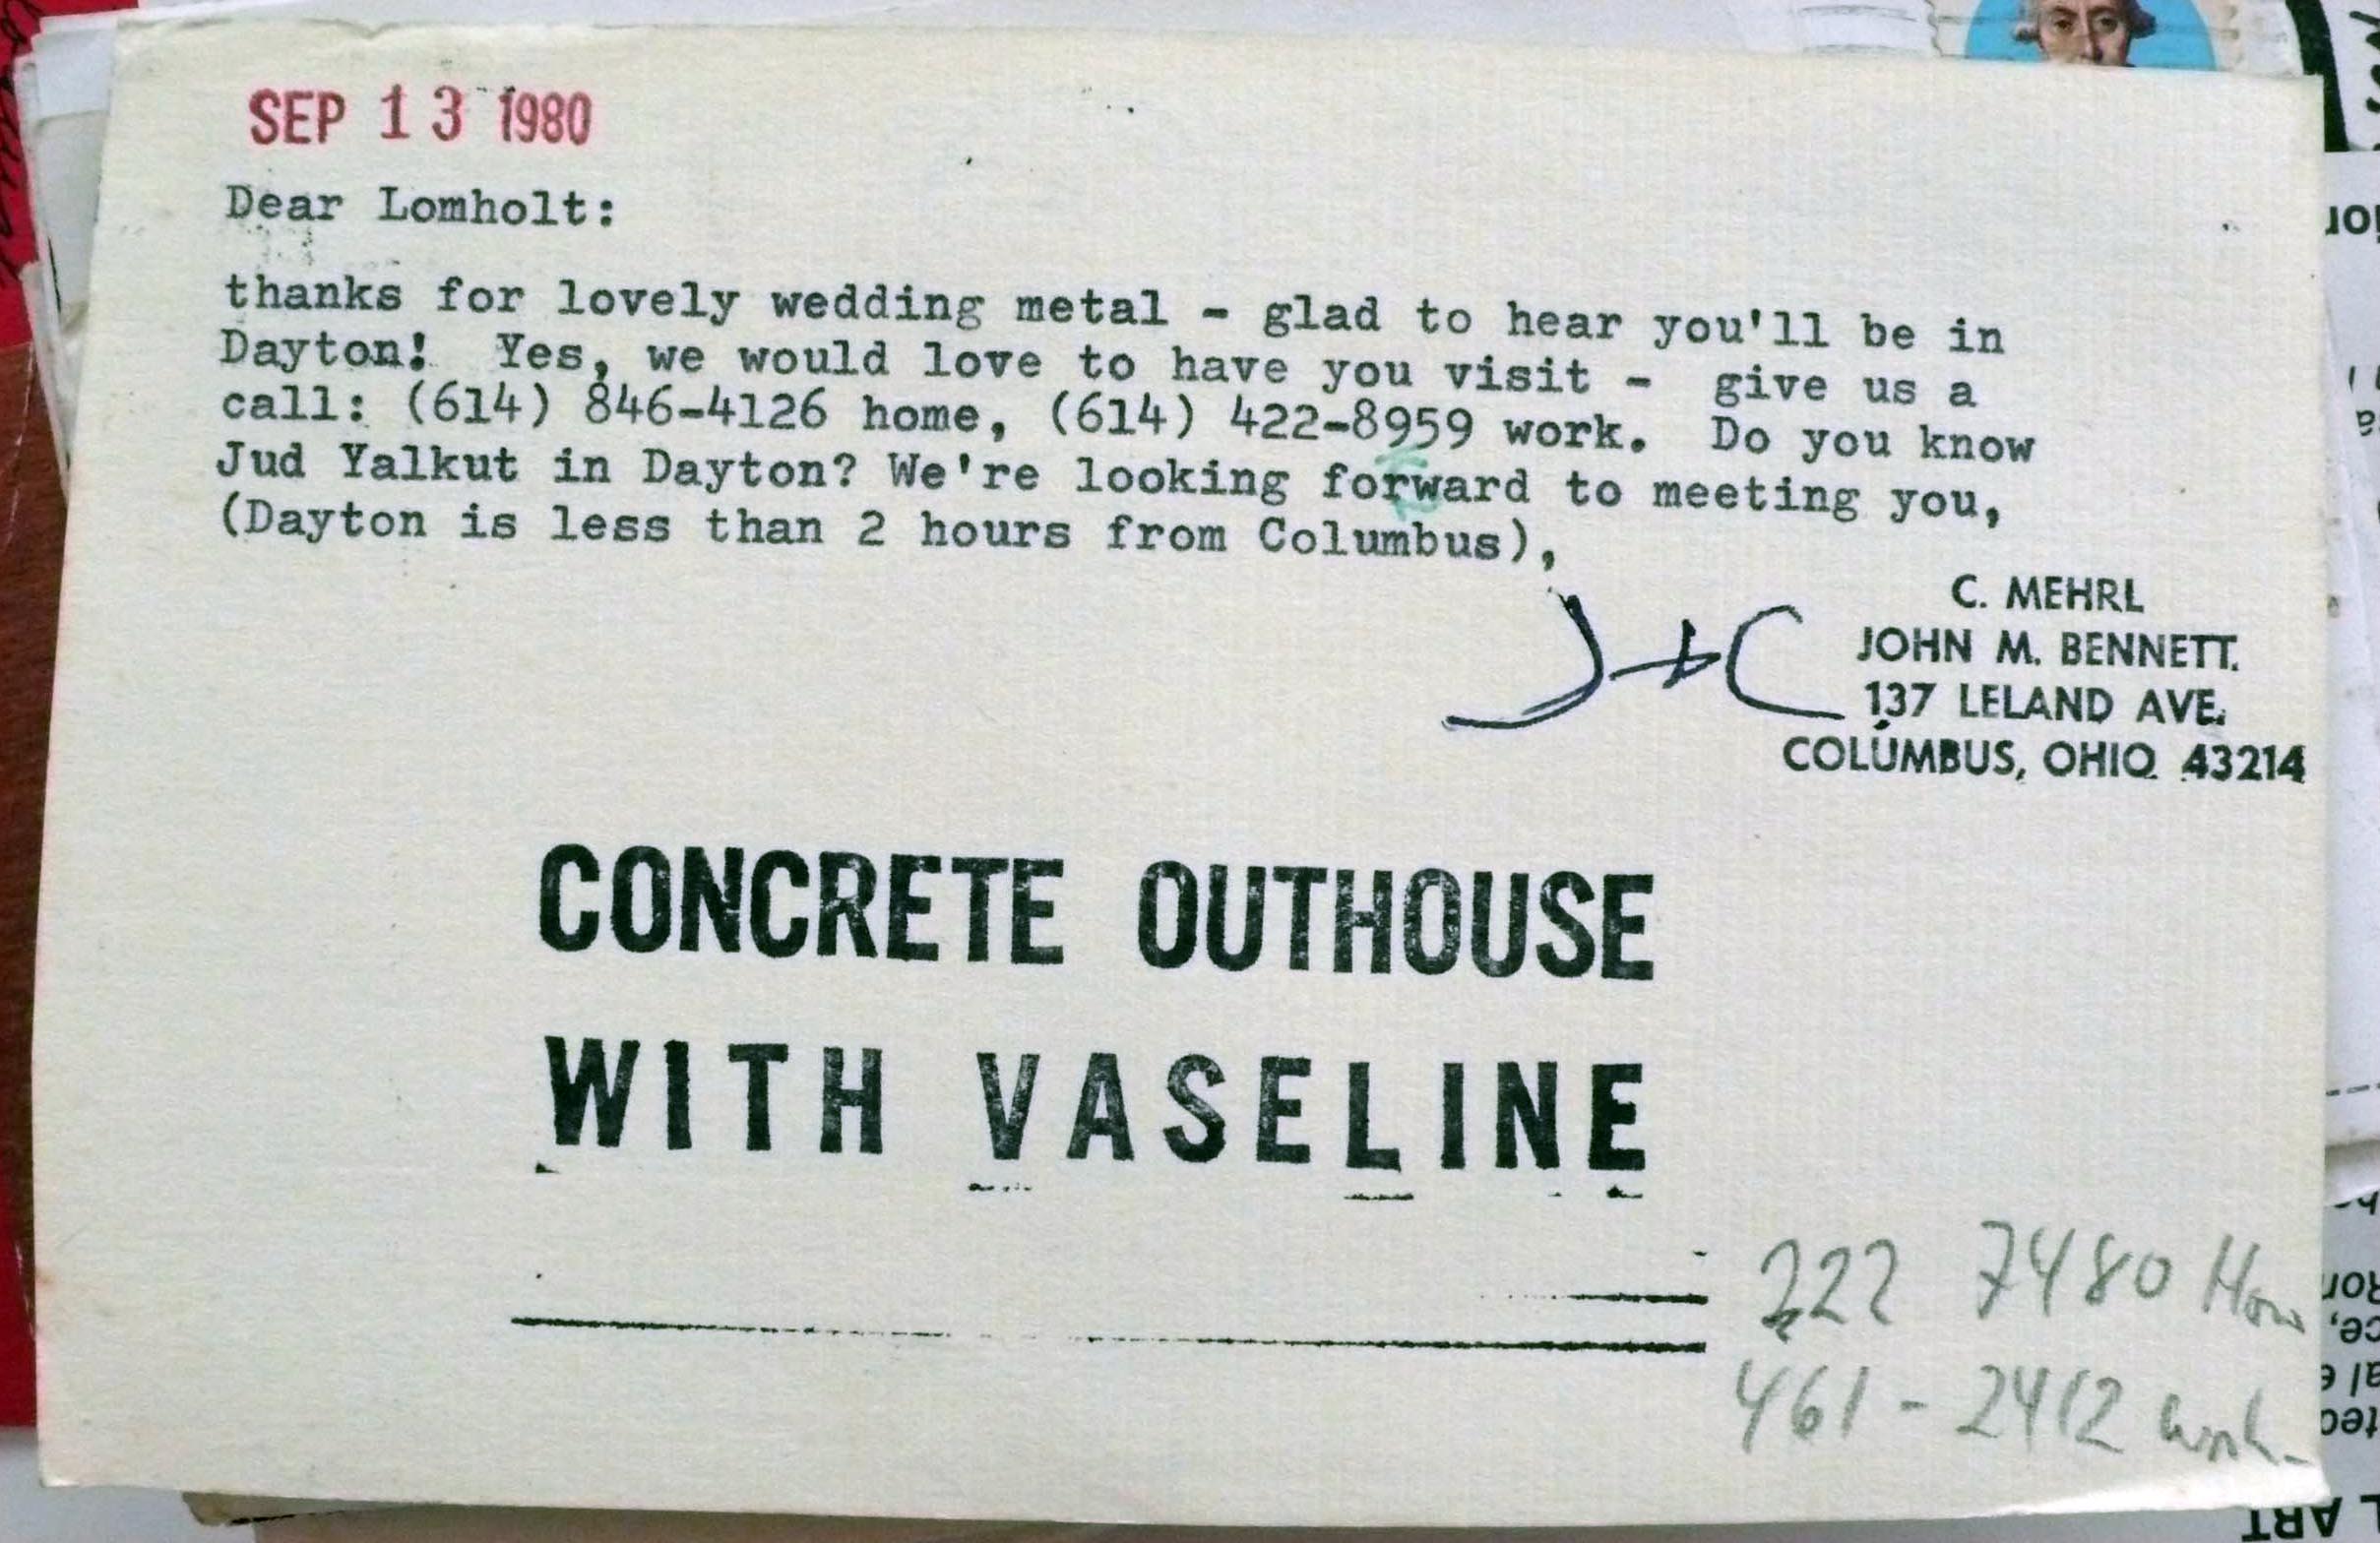 SEP 13 1980
Dear Lomholt:
thanks for lovely wedding metal - glad to hear you'll be in
Dayton! Yes, we would love to have you visit - give us a
call: (614) 846-4126 home, (614) 422-8959 work. Do you know
Jud Yalkut in Dayton? We're looking forward to meeting you,
(Dayton is less than 2 hours from Columbus),
J+C
C. MEHRL
JOHN M. BENNETT.
137 LELAND AVE.
COLUMBUS, OHIO 43214
CONCRETE OUTHOUSE
WITH VASELINE
222 7480 Hom
461-2412 work
L ART